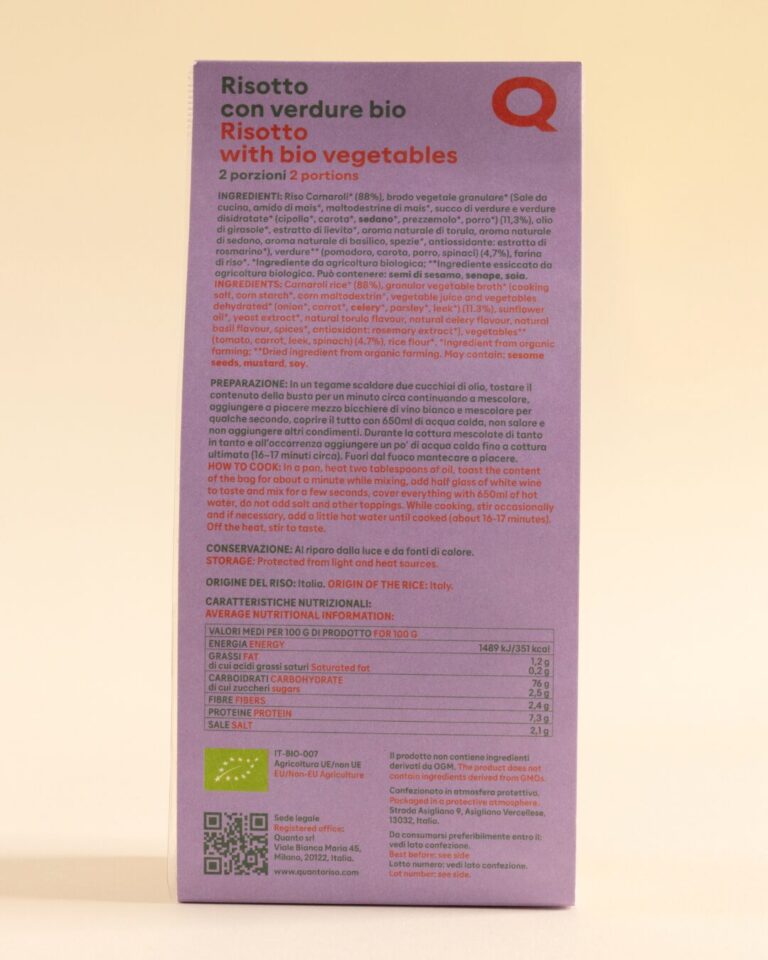 Risotto
con verdure bio
Risotto
with bio vegetables
Q
2 porzioni 2 portions
INGREDIENTI: Riso Carnaroli* (88%), brodo vegetale granulare* (Sale da
cucina, amido di mais*, maltodestrine di mais*, succo di verdure e verdure
disidratate* (cipolla*, carota*, sedano*, prezzemolo*, porro*) (11,3%), olio
di girasole*, estratto di lievito*, aroma naturale di torula, aroma naturale
di sedano, aroma naturale di basilico, spezie*, antiossidante: estratto di
rosmarino*), verdure** (pomodoro, carota, porro, spinaci) (4,7%), farina
di riso*. *Ingrediente da agricoltura biologica; **Ingrediente essiccato da
agricoltura biologica. Può contenere: semi di sesamo, senape, soia.
INGREDIENTS: Carnaroli rice* (88%), granular vegetable broth* (cooking
salt, corn starch*, corn maltodextrin*, vegetable juice and vegetables
dehydrated* (onion*, carrot*, celery*, parsley*, leek*) (11.3%), sunflower
oil*, yeast extract*, natural torula flavour, natural celery flavour, natural
basil flavour, spices*, antioxidant: rosemary extract*), vegetables**
(tomato, carrot, leek, spinach) (4,7%), rice flour*. *Ingredient from organic
farming; **Dried ingredient from organic farming. May contain: sesame
seeds, mustard, soy.
PREPARAZIONE: In un tegame scaldare due cucchiai di olio, tostare il
contenuto della busta per un minuto circa continuando a mescolare,
aggiungere a piacere mezzo bicchiere di vino bianco e mescolare per
qualche secondo, coprire il tutto con 650ml di acqua calda, non salare e
non aggiungere altri condimenti. Durante la cottura mescolate di tanto
in tanto e all'occorrenza aggiungere un po' di acqua calda fino a cottura
ultimata (16-17 minuti circa). Fuori dal fuoco mantecare a piacere.
HOW TO COOK: In a pan, heat two tablespoons of oil, toast the content
of the bag for about a minute while mixing, add half glass of white wine
to taste and mix for a few seconds, cover everything with 650ml of hot
water, do not add salt and other toppings. While cooking, stir occasionally
and if necessary, add a little hot water until cooked (about 16-17 minutes).
Off the heat, stir to taste.
CONSERVAZIONE: Al riparo dalla luce e da fonti di calore.
STORAGE: Protected from light and heat sources.
ORIGINE DEL RISO: Italia. ORIGIN OF THE RICE: Italy.
CARATTERISTICHE NUTRIZIONALI:
AVERAGE NUTRITIONAL INFORMATION:
VALORI MEDI PER 100 G DI PRODOTTO FOR 100 G
ENERGIA ENERGY 1489 kJ/351 kcal
GRASSI FAT 1,2 g
di cui acidi grassi saturi Saturated fat 0,2 g
CARBOIDRATI CARBOHYDRATE 76 g
di cui zuccheri sugars 2,5 g
FIBRE FIBERS 2,4 g
PROTEINE PROTEIN 7,3 g
SALE SALT 2,1 g
IT-BIO-007
Agricoltura UE/non UE
EU/Non-EU Agriculture
Sede legale
Registered office:
Quanto srl
Viale Bianca Maria 45,
Milano, 20122, Italia.
www.quantoriso.com
Il prodotto non contiene ingredienti
derivati da OGM. The product does not
contain ingredients derived from GMOs.
Confezionato in atmosfera protettiva.
Packaged in a protective atmosphere.
Strada Asigliano 9, Asigliano Vercellese,
13032, Italia.
Da consumarsi preferibilmente entro il:
vedi lato confezione.
Best before: see side
Lotto numero: vedi lato confezione.
Lot number: see side.